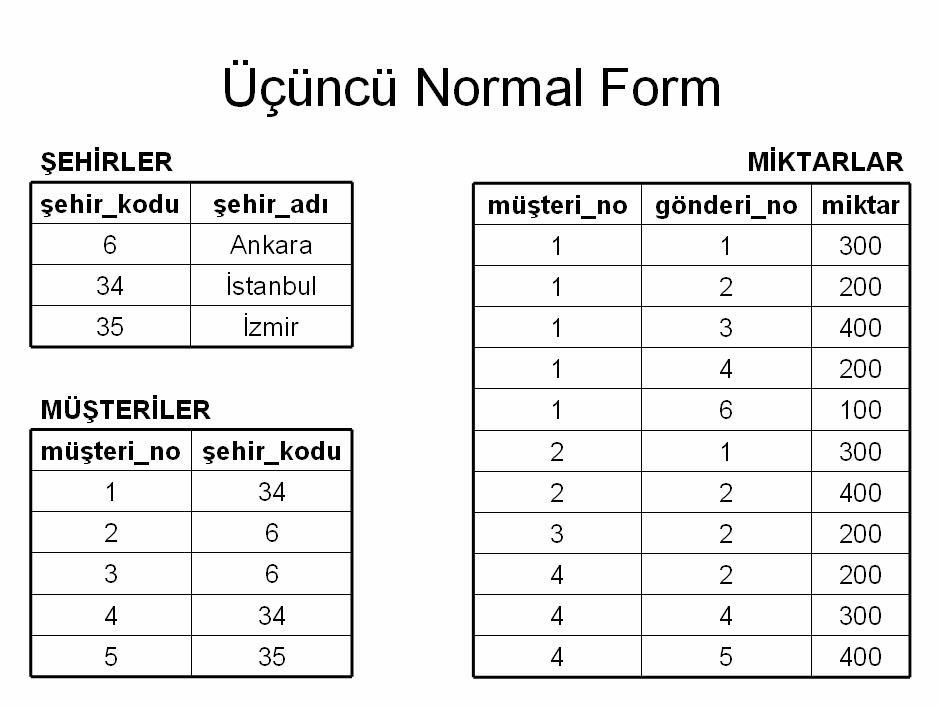 Üçüncü Normal Form
ŞEHİRLER
şehir_kodu şehir_adı
6 Ankara
34 İstanbul
35 İzmir
MÜŞTERİLER
müşteri_no şehir_kodu
1 34
2 6
3 6
4 34
5 35
MİKTARLAR
müşteri_no gönderi_no miktar
1 1 300
1 2 200
1 3 400
1 4 200
1 6 100
2 1 300
2 2 400
3 2 200
4 2 200
4 4 300
4 5 400